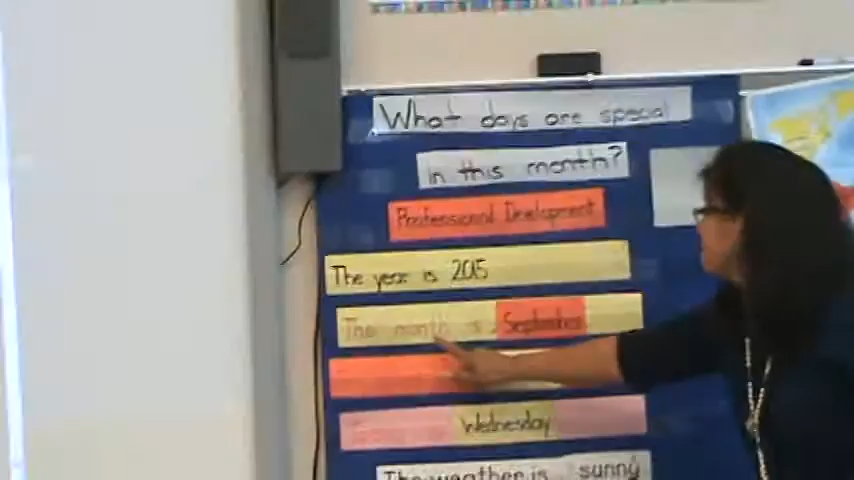 What days are special
in this month?
Professional Development
The year is 2015
The month is September
Wednesday
The weather is sunny